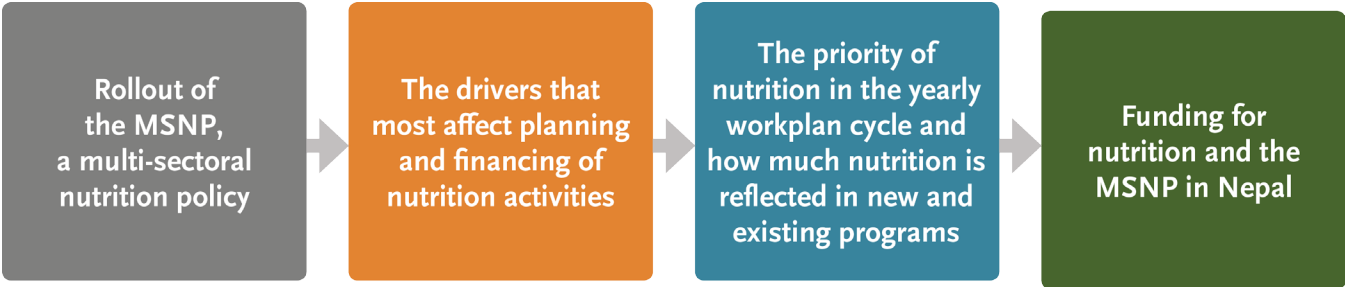 Rollout of
the MSNP,
a multi-sectoral
nutrition policy
The drivers that
most affect planning
and financing of
nutrition activities
The priority of
nutrition in the yearly
workplan cycle and
how much nutrition is
reflected in new and
existing programs
Funding for
nutrition and the
MSNP in Nepal